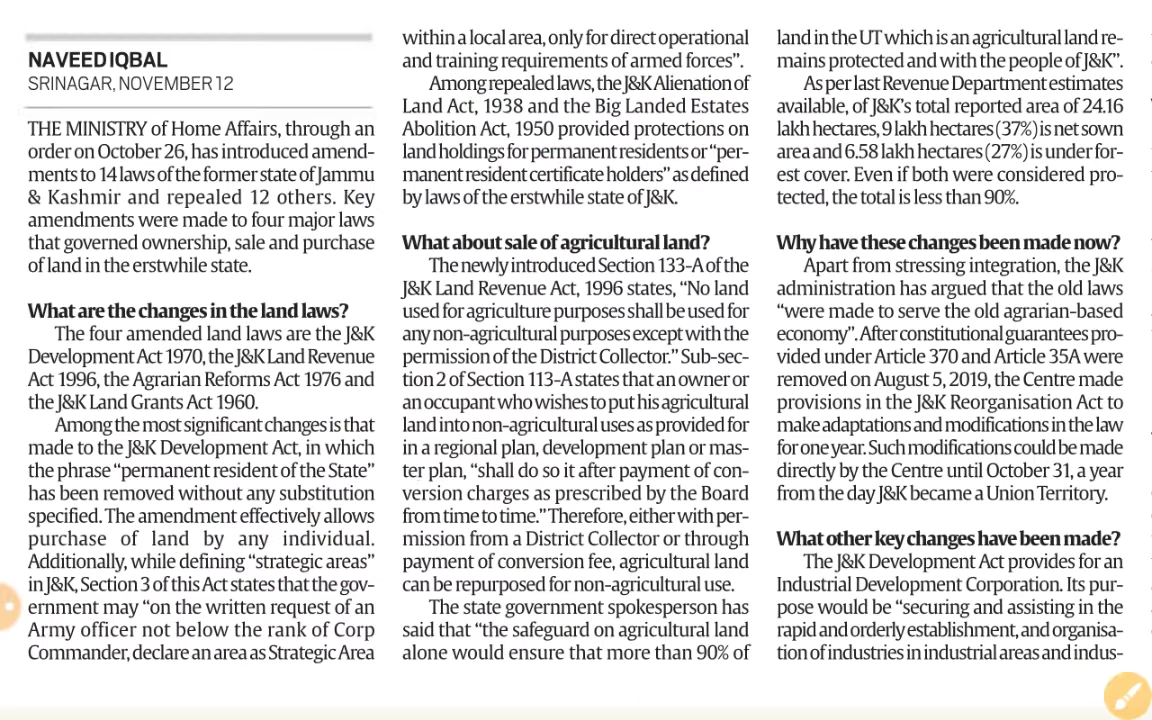 NAVEED IQBAL
SRINAGAR, NOVEMBER 12
THE MINISTRY of Home Affairs, through an
order on October 26, has introduced amend-
ments to 14 laws of the former state of Jammu
& Kashmir and repealed 12 others. Key
amendments were made to four major laws
that governed ownership, sale and purchase
of land in the erstwhile state.
What are the changes in the land laws?
The four amended land laws are the J&K
Development Act 1970, the J&K Land Revenue
Act 1996, the Agrarian Reforms Act 1976 and
the J&K Land Grants Act 1960.
Among the most significant changes is that
made to the J&K Development Act, in which
the phrase “permanent resident of the State”
has been removed without any substitution
specified. The amendment effectively allows
purchase of land by any individual.
Additionally, while defining “strategic areas”
in J&K, Section 3 of this Act states that the gov-
ernment may “on the written request of an
Army officer not below the rank of Corp
Commander, declare an area as Strategic Area
within a local area, only for direct operational
and training requirements of armed forces”.
Among repealed laws, the J&K Alienation of
Land Act, 1938 and the Big Landed Estates
Abolition Act, 1950 provided protections on
land holdings for permanent residents or “per-
manent resident certificate holders” as defined
by laws of the erstwhile state of J&K.
What about sale of agricultural land?
The newly introduced Section 133-A of the
J&K Land Revenue Act, 1996 states, “No land
used for agriculture purposes shall be used for
any non-agricultural purposes except with the
permission of the District Collector.” Sub-sec-
tion 2 of Section 113-A states that an owner or
an occupant who wishes to put his agricultural
land into non-agricultural uses as provided for
in a regional plan, development plan or mas-
ter plan, “shall do so it after payment of con-
version charges as prescribed by the Board
from time to time.” Therefore, either with per-
mission from a District Collector or through
payment of conversion fee, agricultural land
can be repurposed for non-agricultural use.
The state government spokesperson has
said that “the safeguard on agricultural land
alone would ensure that more than 90% of
land in the UT which is an agricultural land re-
mains protected and with the people of J&K”.
As per last Revenue Department estimates
available, of J&K’s total reported area of 24.16
lakh hectares, 9 lakh hectares (37%) is net sown
area and 6.58 lakh hectares (27%) is under for-
est cover. Even if both were considered pro-
tected, the total is less than 90%.
Why have these changes been made now?
Apart from stressing integration, the J&K
administration has argued that the old laws
“were made to serve the old agrarian-based
economy”. After constitutional guarantees pro-
vided under Article 370 and Article 35A were
removed on August 5, 2019, the Centre made
provisions in the J&K Reorganisation Act to
make adaptations and modifications in the law
for one year. Such modifications could be made
directly by the Centre until October 31, a year
from the day J&K became a Union Territory.
What other key changes have been made?
The J&K Development Act provides for an
Industrial Development Corporation. Its pur-
pose would be “securing and assisting in the
rapid and orderly establishment, and organisa-
tion of industries in industrial areas and indus-